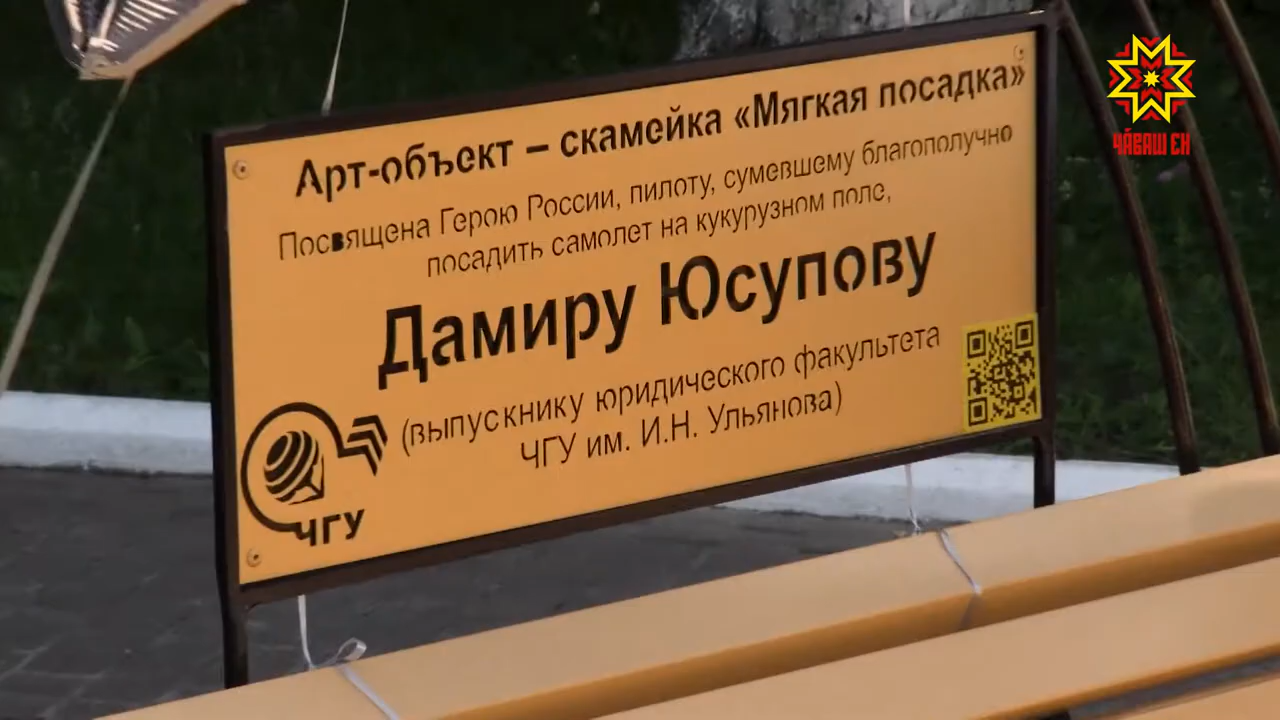 Арт-объект – скамейка «Мягкая посадка»
Посвящена Герою России, пилоту, сумевшему благополучно
посадить самолет на кукурузном поле,
Дамиру Юсупову
(выпускнику юридического факультета
ЧГУ им. И.Н. Ульянова)
ЧГУ
ЧӐВАШ ЕН